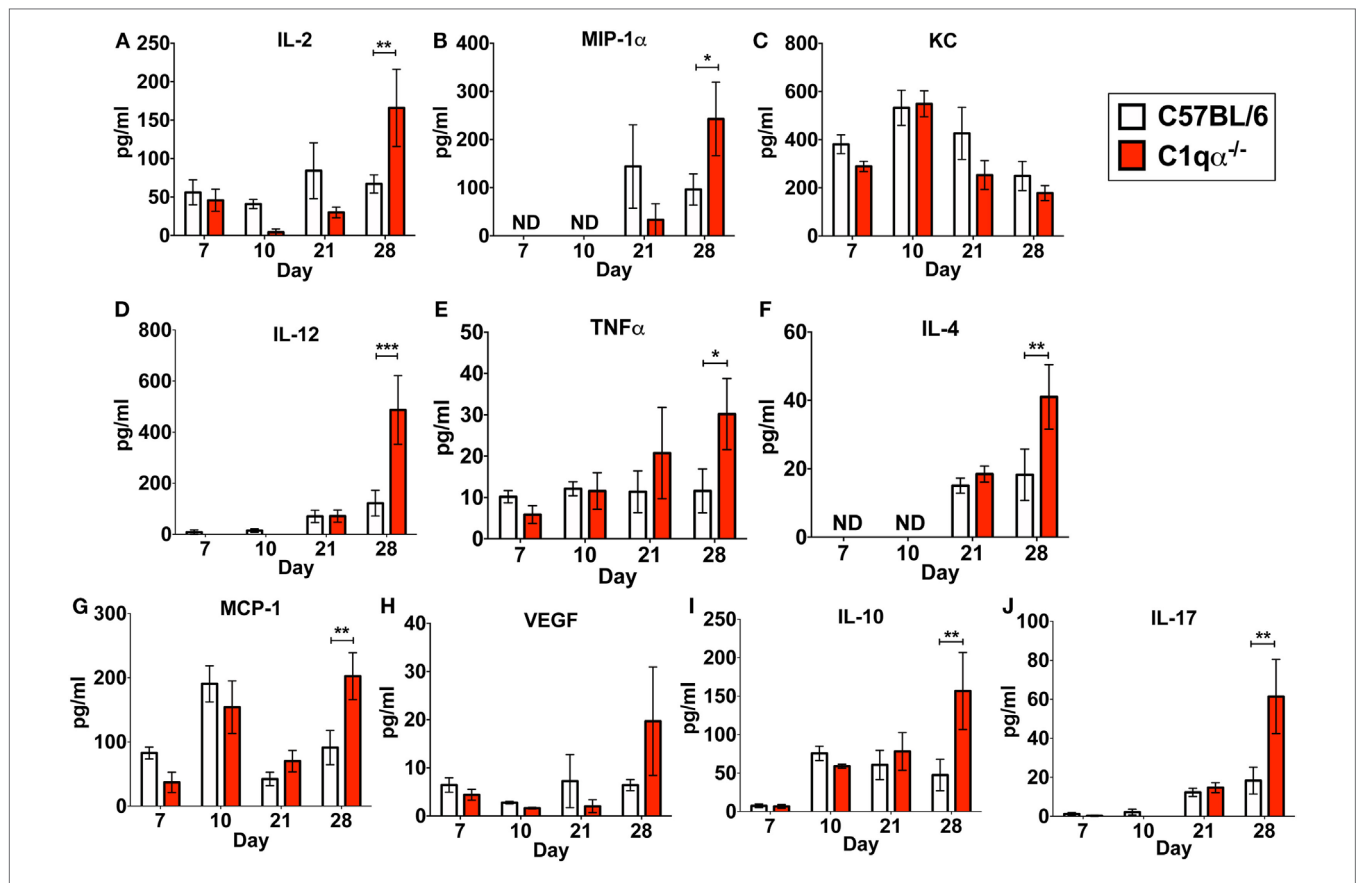 A IL-2
250
200
150
100
50
0
pg/ml
**
7 10 21 28
Day
B MIP-1α
400
300
200
100
0
pg/ml
ND ND
*
7 10 21 28
Day
C KC
800
600
400
200
0
pg/ml
7 10 21 28
Day
C57BL/6
C1qα-/-
D IL-12
800
600
400
200
0
pg/ml
***
7 10 21 28
Day
E TNFα
50
40
30
20
10
0
pg/ml
*
7 10 21 28
Day
F IL-4
60
40
20
0
pg/ml
ND ND
**
7 10 21 28
Day
G MCP-1
300
200
100
0
pg/ml
**
7 10 21 28
Day
H VEGF
40
30
20
10
0
pg/ml
7 10 21 28
Day
I IL-10
250
200
150
100
50
0
pg/ml
**
7 10 21 28
Day
J IL-17
100
80
60
40
20
0
pg/ml
**
7 10 21 28
Day